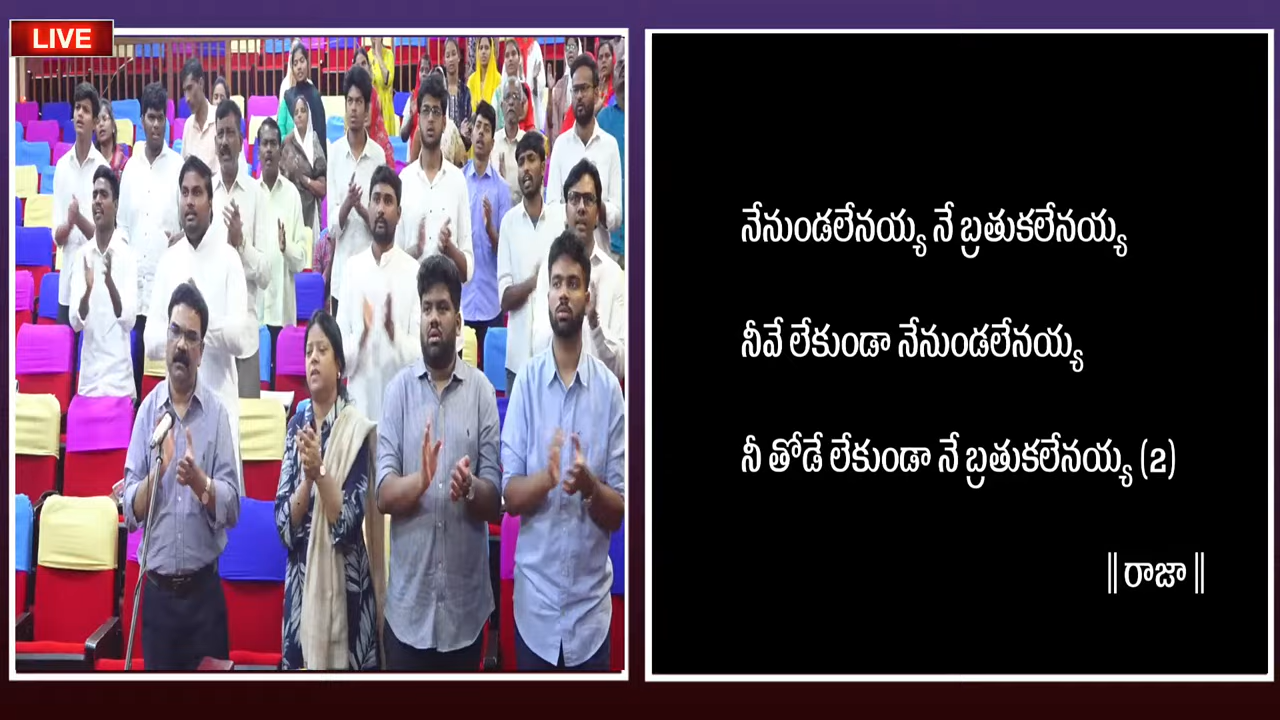 LIVE
నేనుండలేనయ్య నే బ్రతుకలేనయ్య
నీవే లేకుండా నేనుండలేనయ్య
నీ తోడే లేకుండా నే బ్రతుకలేనయ్య (2)
|| రాజా ||